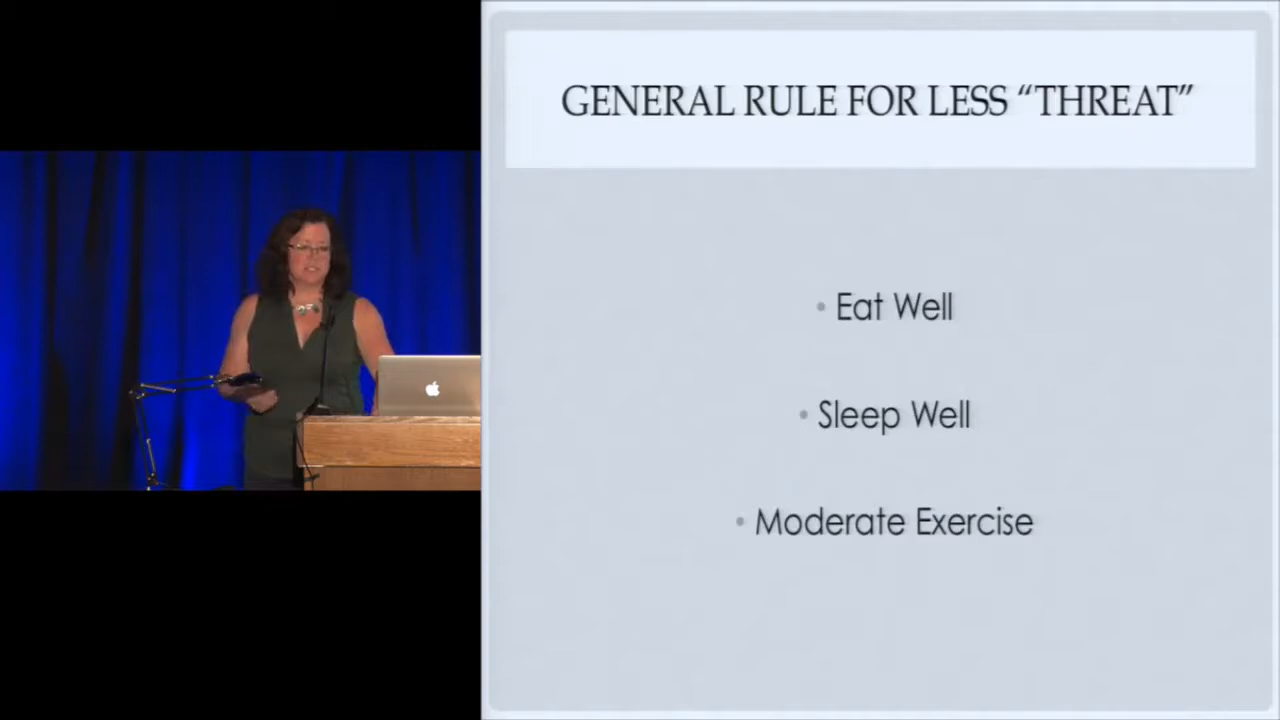 GENERAL RULE FOR LESS “THREAT”
• Eat Well
• Sleep Well
• Moderate Exercise